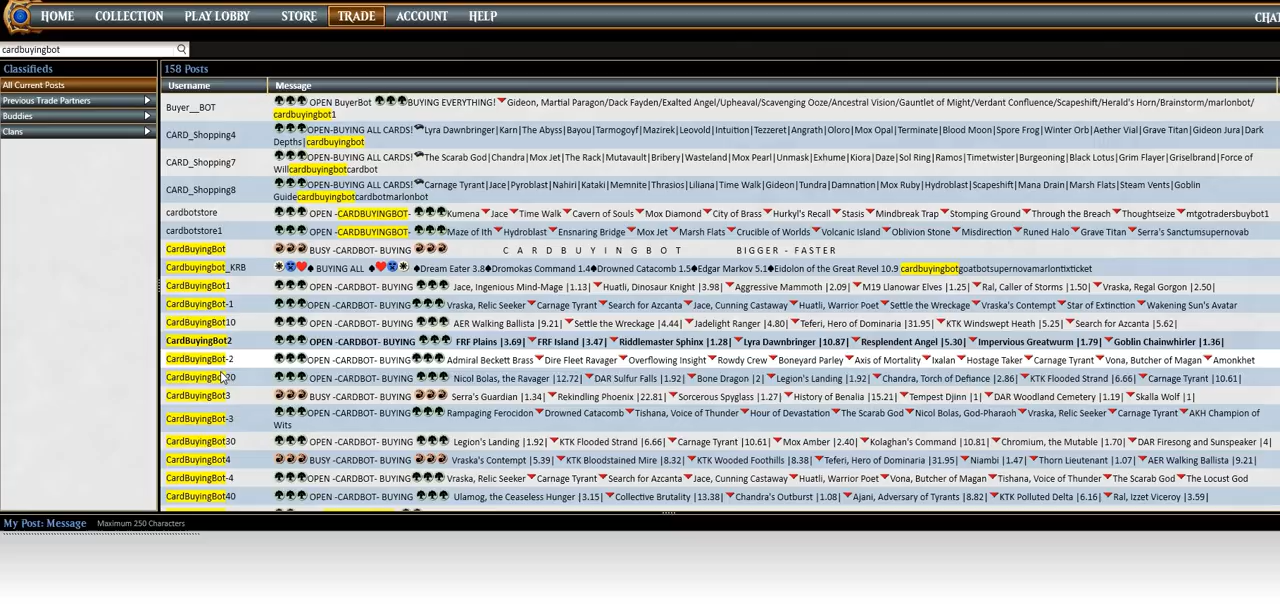 HOME COLLECTION PLAY LOBBY STORE TRADE ACCOUNT HELP CHAT
cardbuyingbot
Classifieds 158 Posts
All Current Posts Username Message
Previous Trade Partners
Buddies
Clans
Buyer__BOT OPEN BuyerBot BUYING EVERYTHING! Gideon, Martial Paragon/Dack Fayden/Exalted Angel/Upheaval/Scavenging Ooze/Ancestral Vision/Gauntlet of Might/Verdant Confluence/Scapeshift/Herald's Horn/Brainstorm/marlonbot/
cardbuyingbot1
CARD_Shopping4 OPEN-BUYING ALL CARDS! Lyra Dawnbringer|Karn|The Abyss|Bayou|Tarmogoyf|Mazirek|Leovold|Intuition|Tezzeret|Angrath|Oloro|Mox Opal|Terminate|Blood Moon|Spore Frog|Winter Orb|Aether Vial|Grave Titan|Gideon Jura|Dark
Depths|cardbuyingbot
CARD_Shopping7 OPEN-BUYING ALL CARDS! The Scarab God|Chandra|Mox Jet|The Rack|Mutavault|Bribery|Wasteland|Mox Pearl|Unmask|Exhume|Kiora|Daze|Sol Ring|Ramos|Timetwister|Burgeoning|Black Lotus|Grim Flayer|Griselbrand|Force of
Willcardbuyingbotcardbot
CARD_Shopping8 OPEN-BUYING ALL CARDS! Carnage Tyrant|Jace|Pyroblast|Nahiri|Kataki|Memnite|Thrasios|Liliana|Time Walk|Gideon|Tundra|Damnation|Mox Ruby|Hydroblast|Scapeshift|Mana Drain|Marsh Flats|Steam Vents|Goblin
Guidecardbuyingbotcardbotmarlonbot
cardbotstore OPEN -CARDBUYINGBOT- Kumena Jace Time Walk Cavern of Souls Mox Diamond City of Brass Hurkyl's Recall Stasis Mindbreak Trap Stomping Ground Through the Breach Thoughtseize mtgotradersbuybot1
cardbotstore1 OPEN -CARDBUYINGBOT- Maze of Ith Hydroblast Ensnaring Bridge Mox Jet Marsh Flats Crucible of Worlds Volcanic Island Oblivion Stone Misdirection Runed Halo Grave Titan Serra's Sanctumsupernovab
CardBuyingBot BUSY -CARDBOT- BUYING C A R D B U Y I N G B O T BIGGER - FASTER
Cardbuyingbot_KRB BUYING ALL Dream Eater 3.8♦Dromokas Command 1.4♦Drowned Catacomb 1.5♦Edgar Markov 5.1♦Eidolon of the Great Revel 10.9 cardbuyingbotgoatbotsupernovamarlontixticket
CardBuyingBot1 OPEN -CARDBOT- BUYING Jace, Ingenious Mind-Mage |1.13| Huatli, Dinosaur Knight |3.98| Aggressive Mammoth |2.09| M19 Llanowar Elves |1.25| Ral, Caller of Storms |1.50| Vraska, Regal Gorgon |2.50|
CardBuyingBot-1 OPEN -CARDBOT- BUYING Vraska, Relic Seeker Carnage Tyrant Search for Azcanta Jace, Cunning Castaway Huatli, Warrior Poet Settle the Wreckage Vraska's Contempt Star of Extinction Wakening Sun's Avatar
CardBuyingBot10 OPEN -CARDBOT- BUYING AER Walking Ballista |9.21| Settle the Wreckage |4.44| Jadelight Ranger |4.80| Teferi, Hero of Dominaria |31.95| KTK Windswept Heath |5.25| Search for Azcanta |5.62|
CardBuyingBot2 OPEN -CARDBOT- BUYING FRF Plains |3.69| FRF Island |3.47| Riddlemaster Sphinx |1.28| Lyra Dawnbringer |10.87| Resplendent Angel |5.30| Impervious Greatwurm |1.79| Goblin Chainwhirler |1.36|
CardBuyingBot-2 OPEN -CARDBOT- BUYING Admiral Beckett Brass Dire Fleet Ravager Overflowing Insight Rowdy Crew Boneyard Parley Axis of Mortality Ixalan Hostage Taker Carnage Tyrant Vona, Butcher of Magan Amonkhet
CardBuyingBot20 OPEN -CARDBOT- BUYING Nicol Bolas, the Ravager |12.72| DAR Sulfur Falls |1.92| Bone Dragon |2| Legion's Landing |1.92| Chandra, Torch of Defiance |2.86| KTK Flooded Strand |6.66| Carnage Tyrant |10.61|
CardBuyingBot3 BUSY -CARDBOT- BUYING Serra's Guardian |1.34| Rekindling Phoenix |22.81| Sorcerous Spyglass |1.27| History of Benalia |15.21| Tempest Djinn |1| DAR Woodland Cemetery |1.19| Skalla Wolf |1|
CardBuyingBot-3 OPEN -CARDBOT- BUYING Rampaging Ferocidon Drowned Catacomb Tishana, Voice of Thunder Hour of Devastation The Scarab God Nicol Bolas, God-Pharaoh Vraska, Relic Seeker Carnage Tyrant AKH Champion of
Wits
CardBuyingBot30 OPEN -CARDBOT- BUYING Legion's Landing |1.92| KTK Flooded Strand |6.66| Carnage Tyrant |10.61| Mox Amber |2.40| Kolaghan's Command |10.81| Chromium, the Mutable |1.70| DAR Firesong and Sunspeaker |4|
CardBuyingBot4 BUSY -CARDBOT- BUYING Vraska's Contempt |5.39| KTK Bloodstained Mire |8.32| KTK Wooded Foothills |8.38| Teferi, Hero of Dominaria |31.95| Niambi |1.47| Thorn Lieutenant |1.07| AER Walking Ballista |9.21|
CardBuyingBot-4 OPEN -CARDBOT- BUYING Vraska, Relic Seeker Carnage Tyrant Search for Azcanta Jace, Cunning Castaway Huatli, Warrior Poet Vona, Butcher of Magan Tishana, Voice of Thunder The Scarab God The Locust God
CardBuyingBot40 OPEN -CARDBOT- BUYING Ulamog, the Ceaseless Hunger |3.15| Collective Brutality |13.38| Chandra's Outburst |1.08| Ajani, Adversary of Tyrants |8.82| KTK Polluted Delta |6.16| Ral, Izzet Viceroy |3.59|
My Post: Message Maximum 250 Characters